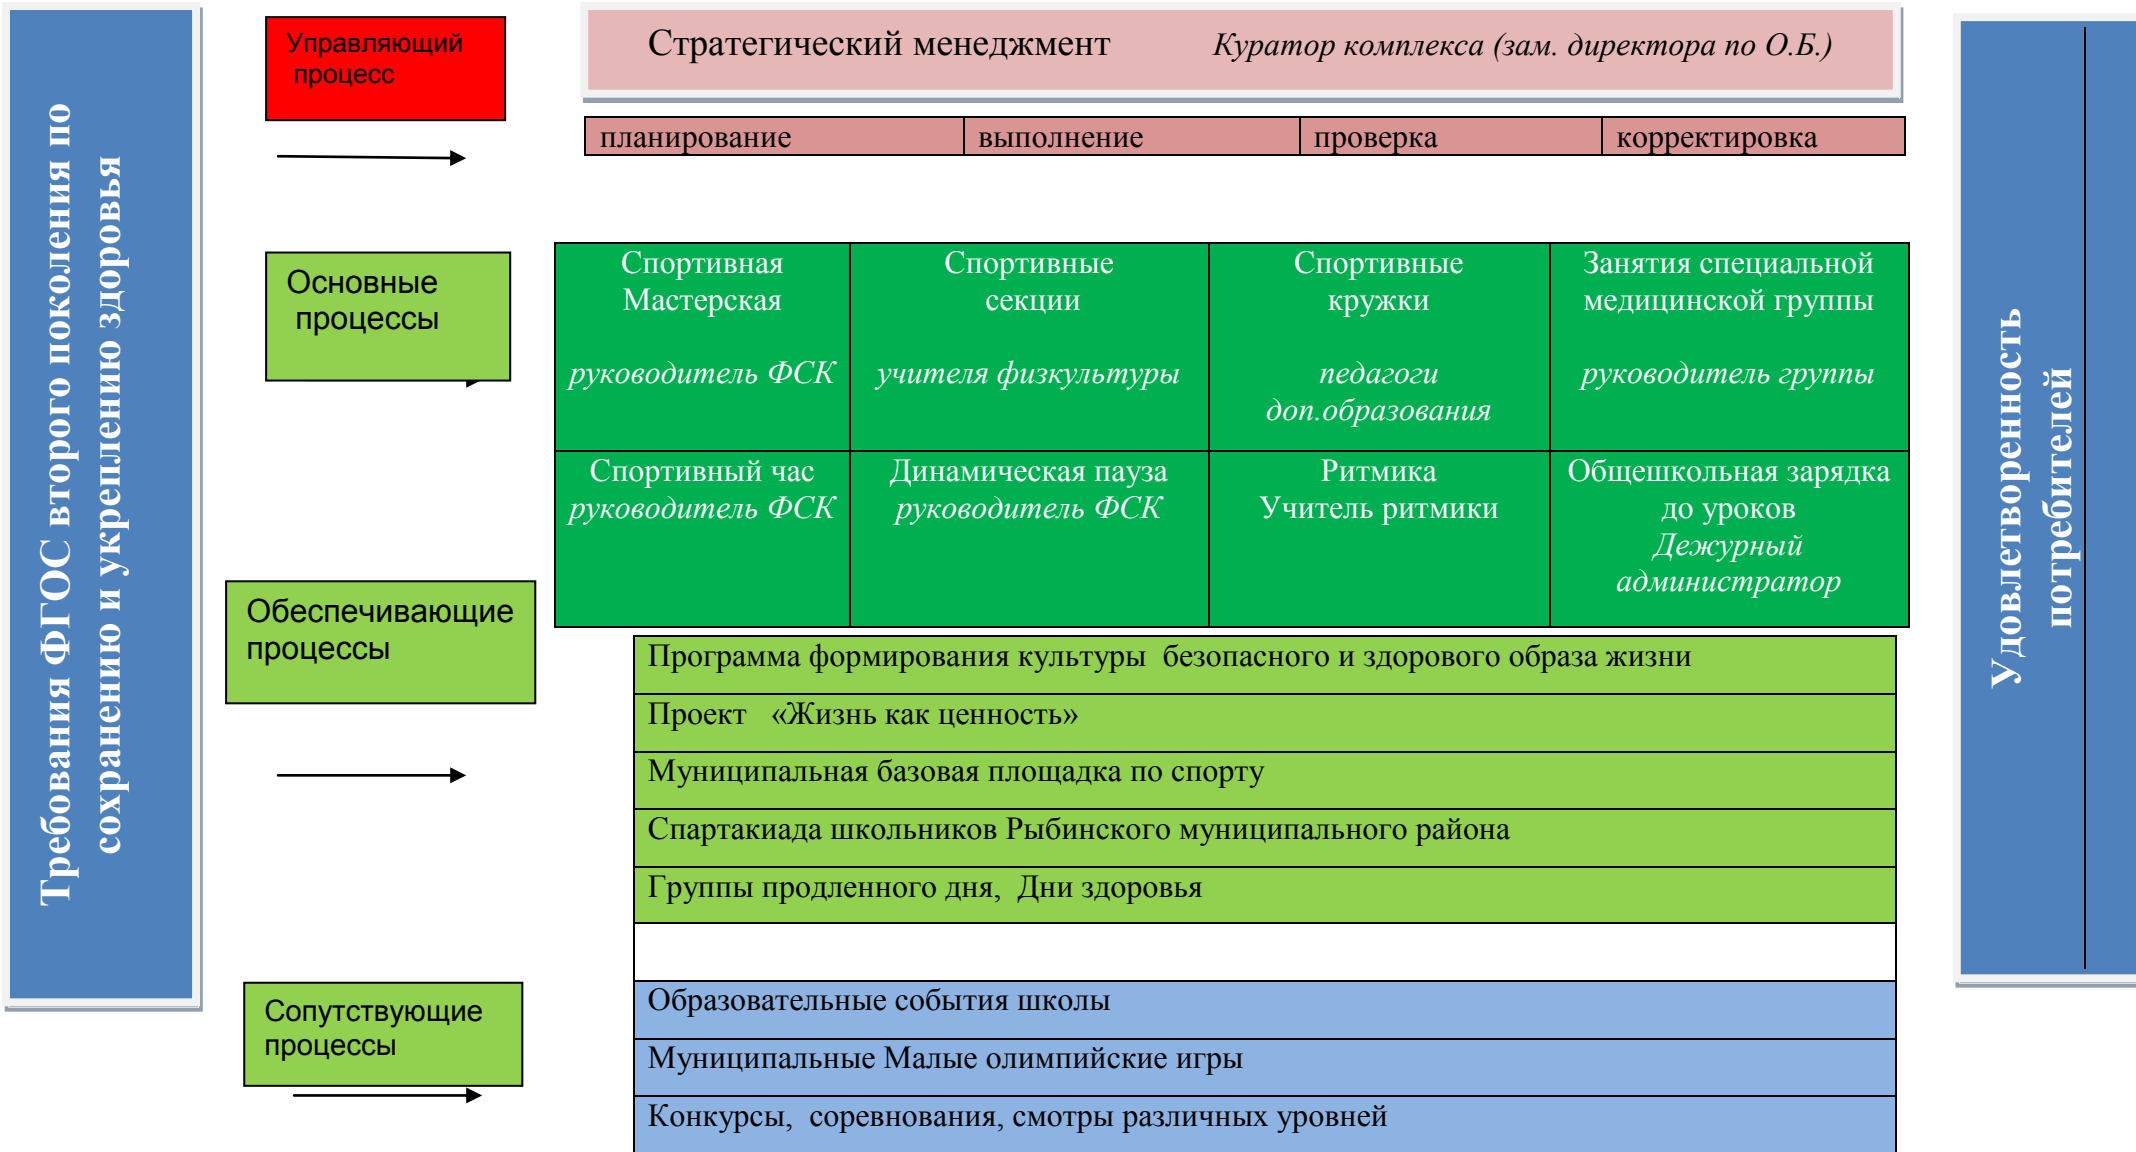 Требования ФГОС второго поколения по
сохранению и укреплению здоровья
Управляющий
процесс
Стратегический менеджмент Куратор комплекса (зам. директора по О.Б.)
планирование выполнение проверка корректировка
Основные
процессы
Спортивная
Мастерская
руководитель ФСК
Спортивные
секции
учителя физкультуры
Спортивные
кружки
педагоги
доп.образования
Занятия специальной
медицинской группы
руководитель группы
Спортивный час
руководитель ФСК
Динамическая пауза
руководитель ФСК
Ритмика
Учитель ритмики
Общешкольная зарядка
до уроков
Дежурный
администратор
Обеспечивающие
процессы
Программа формирования культуры безопасного и здорового образа жизни
Проект «Жизнь как ценность»
Муниципальная базовая площадка по спорту
Спартакиада школьников Рыбинского муниципального района
Группы продленного дня, Дни здоровья
Сопутствующие
процессы
Образовательные события школы
Муниципальные Малые олимпийские игры
Конкурсы, соревнования, смотры различных уровней
Удовлетворенность
потребителей